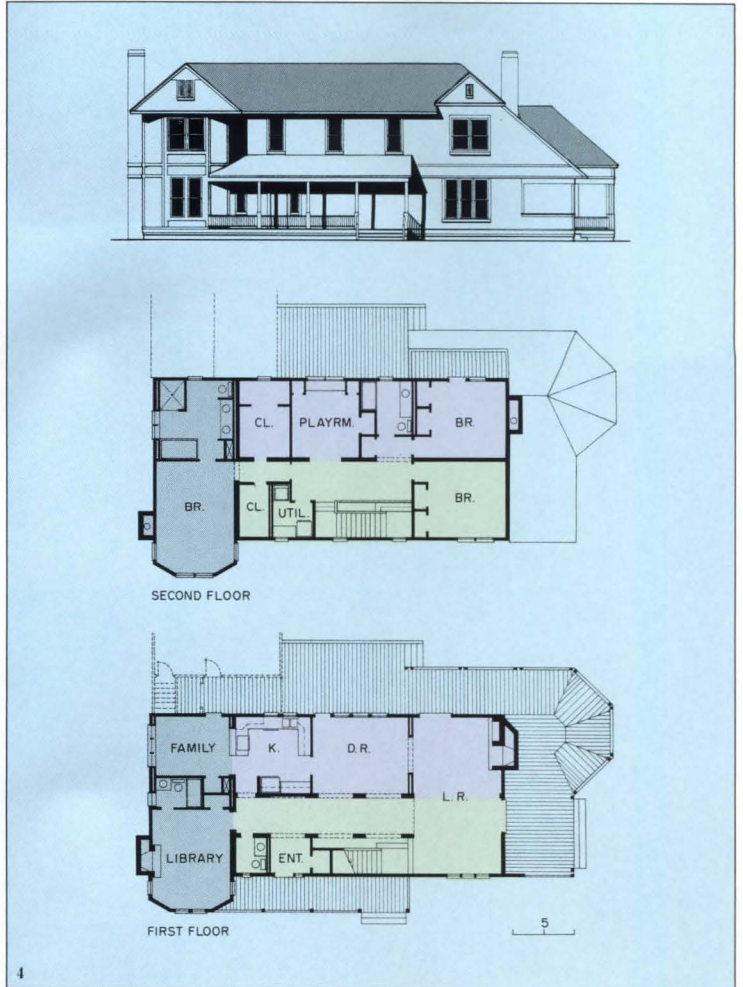 CL.
PLAYRM.
BR.
BR.
CL.
UTIL.
BR.
SECOND FLOOR
FAMILY
K.
D.R.
L.R.
LIBRARY
ENT.
FIRST FLOOR
5
4